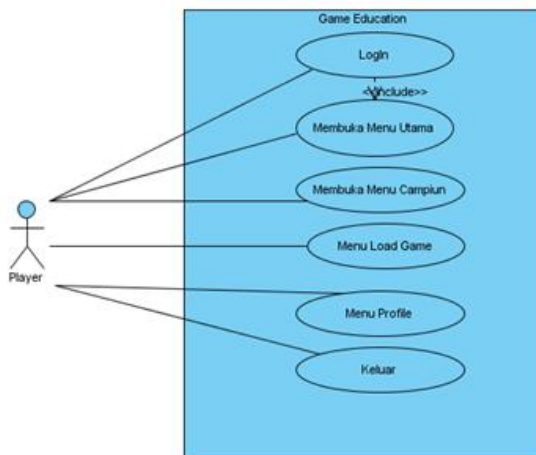 Game Education
LogIn
<<Include>>
Membuka Menu Utama
Membuka Menu Campiun
Menu Load Game
Player
Menu Profile
Keluar